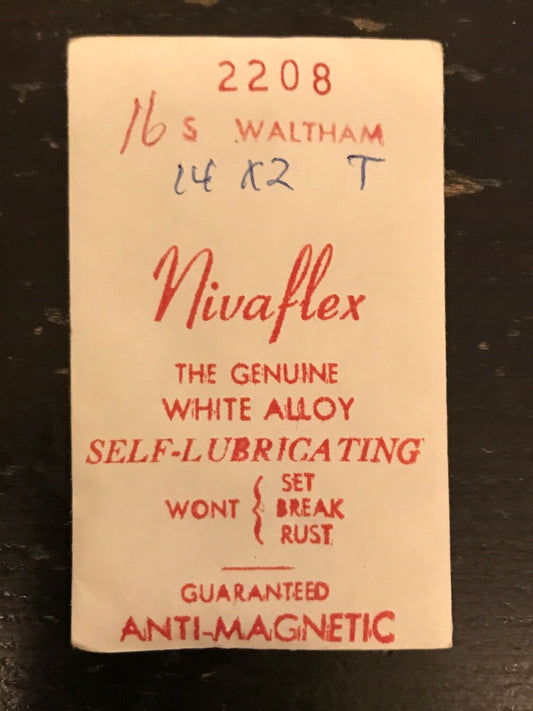 2208
16 S WALTHAM
14 X2 T
Nivaflex
THE GENUINE
WHITE ALLOY
SELF-LUBRICATING
WONT { SET
BREAK
RUST
GUARANTEED
ANTI-MAGNETIC